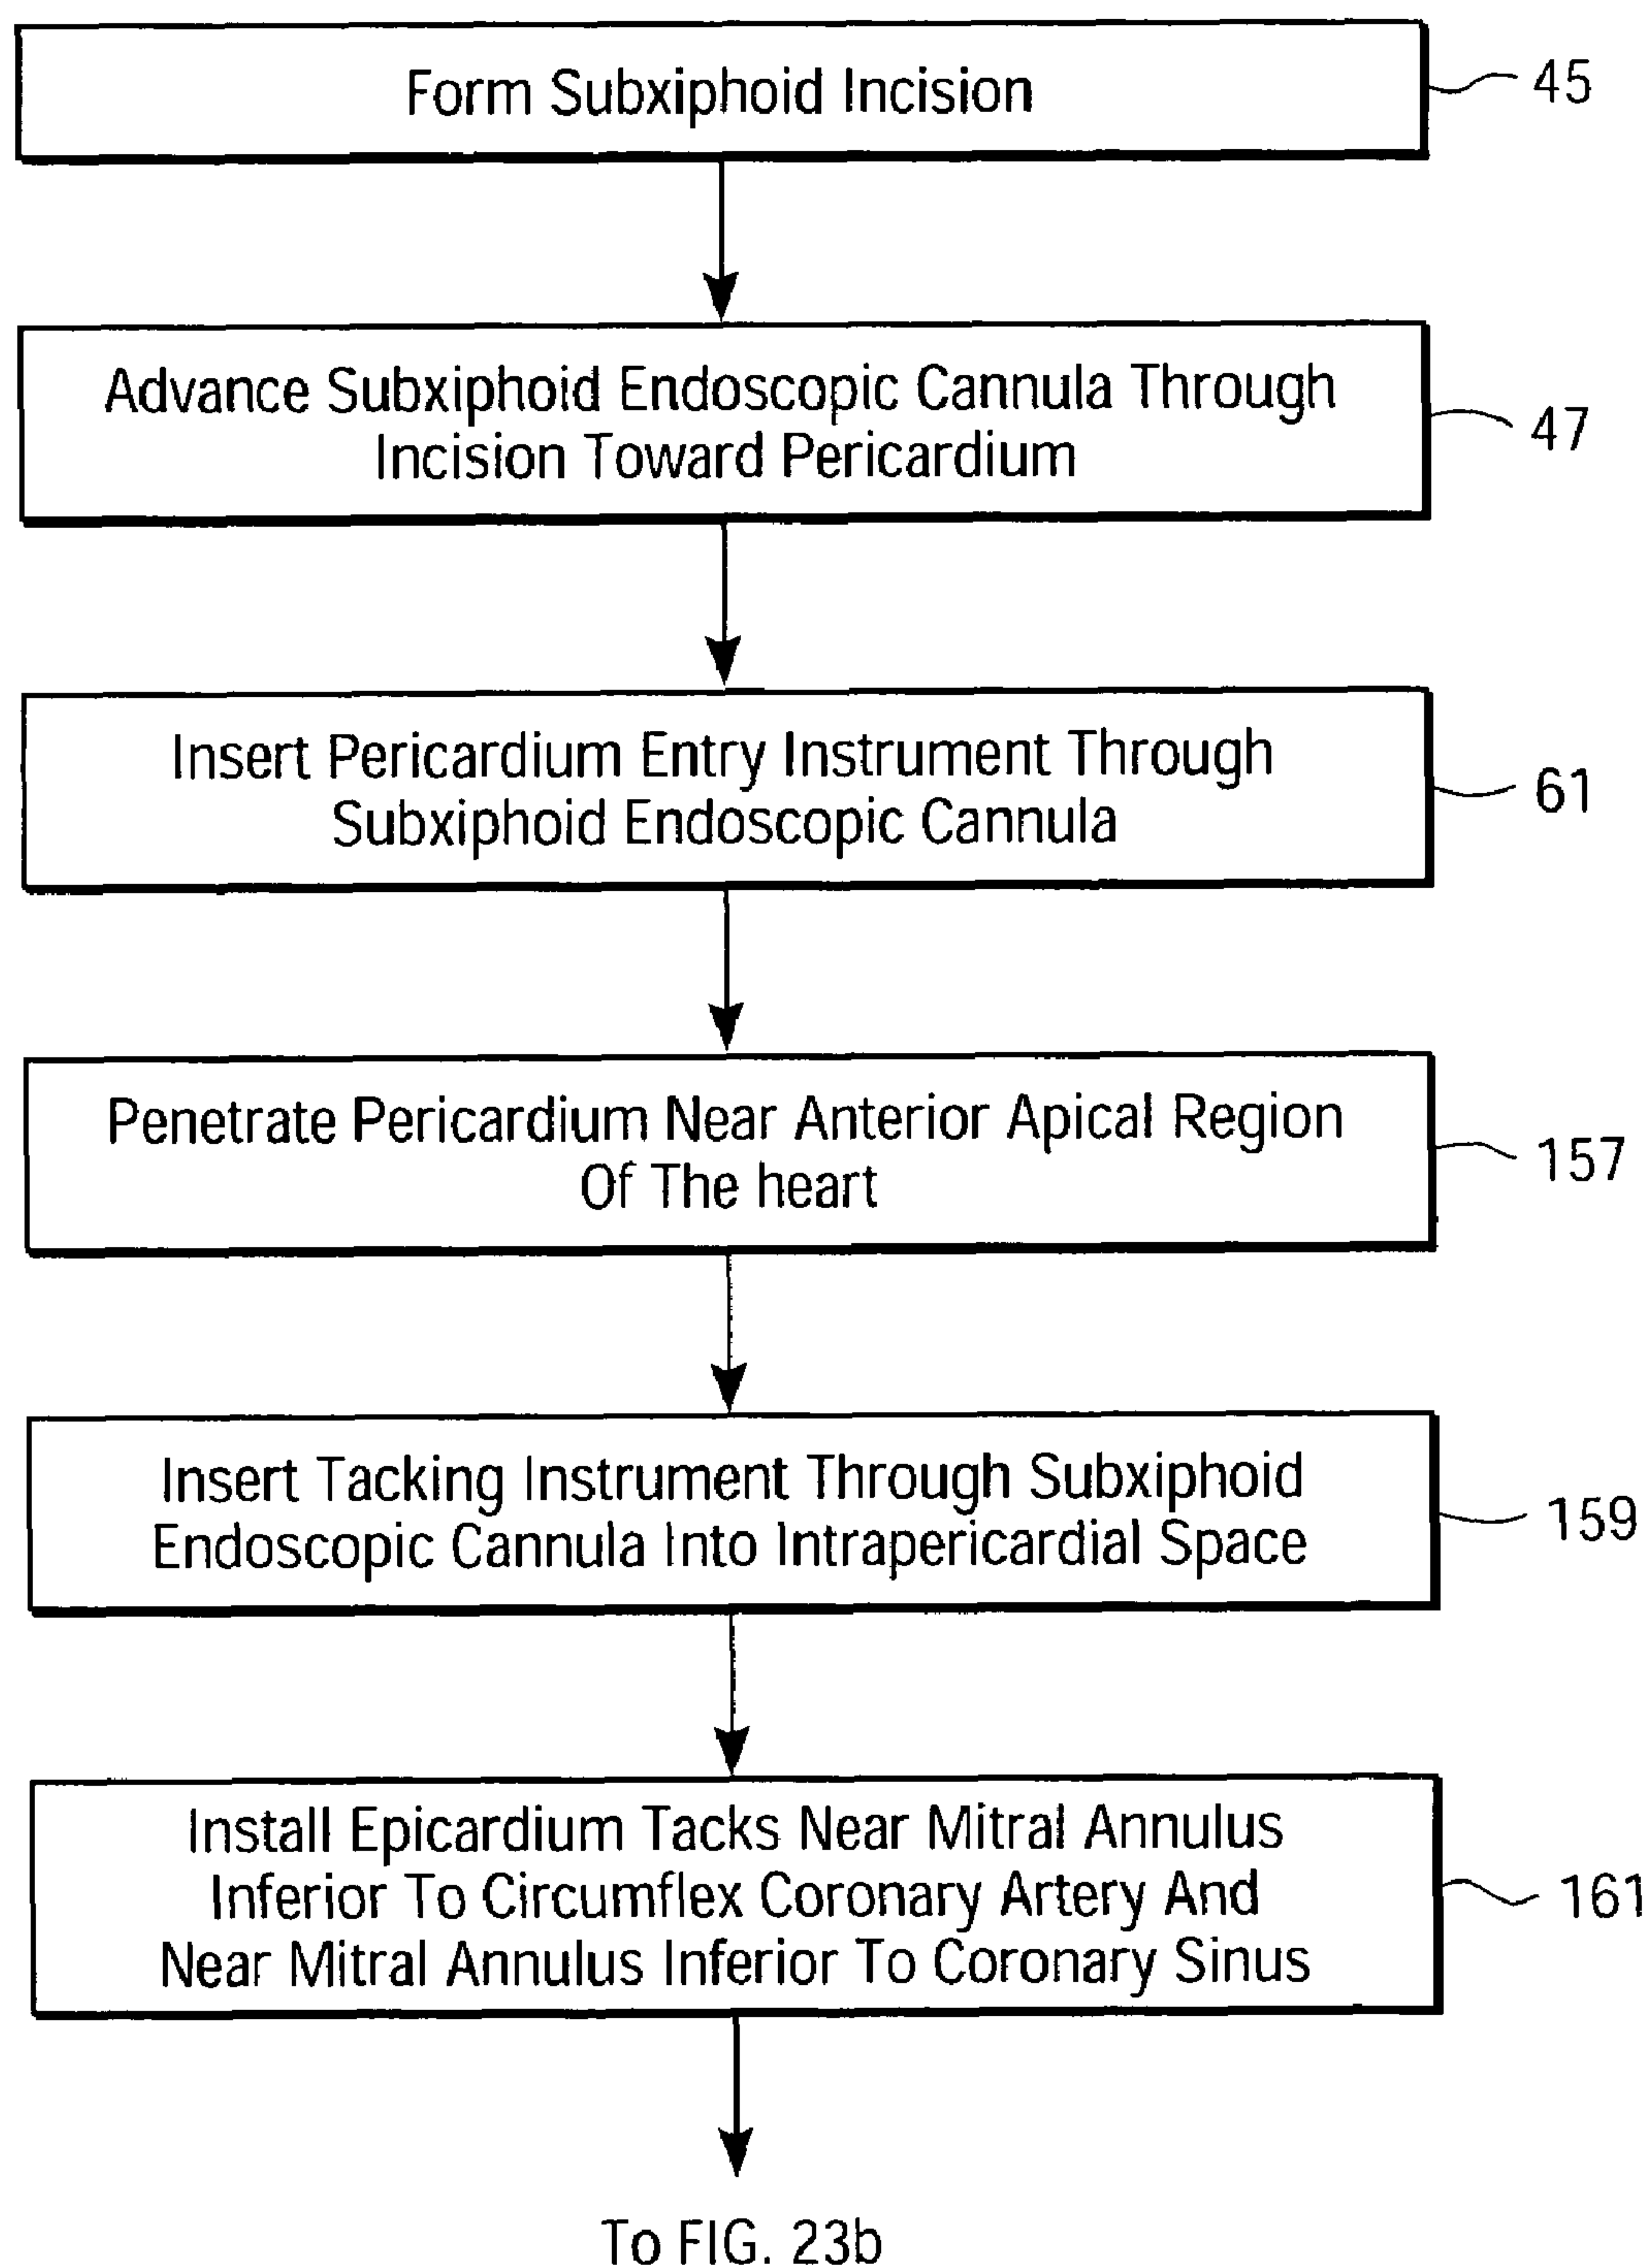 Form Subxiphoid Incision
45
Advance Subxiphoid Endoscopic Cannula Through
Incision Toward Pericardium
47
Insert Pericardium Entry Instrument Through
Subxiphoid Endoscopic Cannula
61
Penetrate Pericardium Near Anterior Apical Region
Of The heart
157
Insert Tacking Instrument Through Subxiphoid
Endoscopic Cannula Into Intrapericardial Space
159
Install Epicardium Tacks Near Mitral Annulus
Inferior To Circumflex Coronary Artery And
Near Mitral Annulus Inferior To Coronary Sinus
161
To FIG. 23b